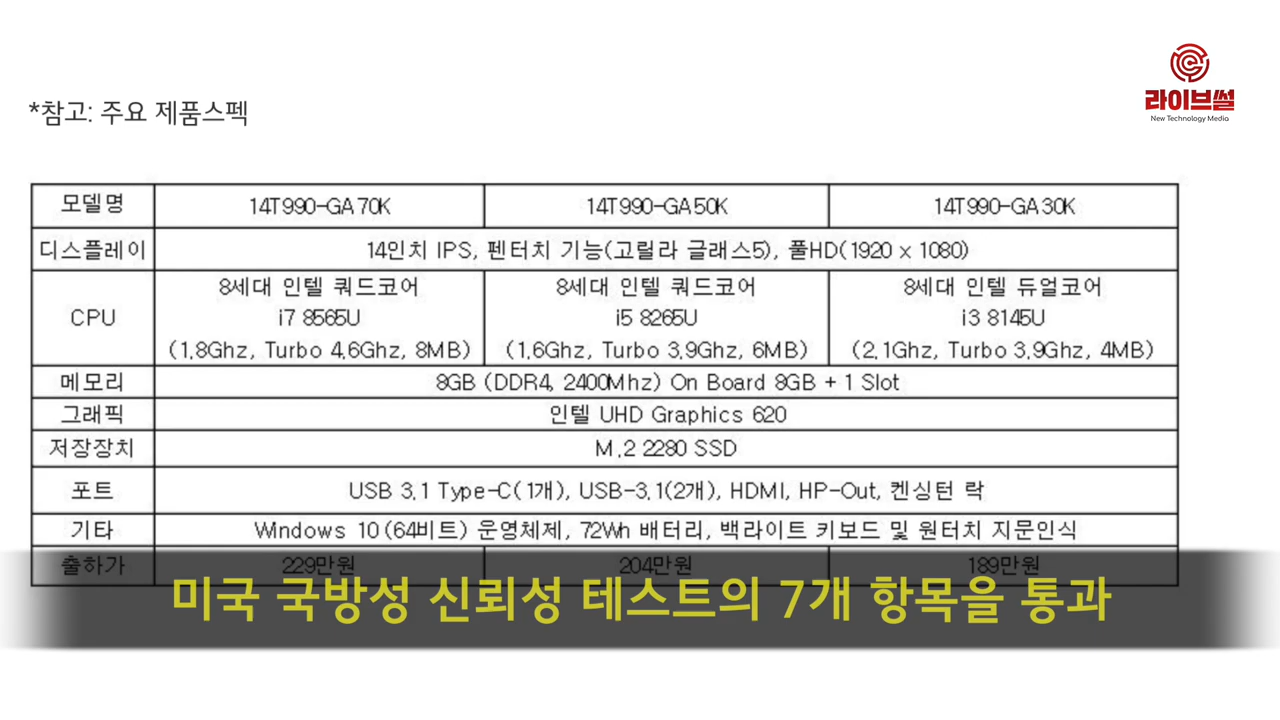 라이브썰
New Technology Media
*참고: 주요 제품스펙
모델명 14T990-GA70K 14T990-GA50K 14T990-GA30K
디스플레이 14인치 IPS, 펜터치 기능(고릴라 글래스5), 풀HD(1920 x 1080)
8세대 인텔 쿼드코어 8세대 인텔 쿼드코어 8세대 인텔 듀얼코어
CPU i7 8565U i5 8265U i3 8145U
(1.8Ghz, Turbo 4.6Ghz, 8MB) (1.6Ghz, Turbo 3.9Ghz, 6MB) (2.1Ghz, Turbo 3.9Ghz, 4MB)
메모리 8GB (DDR4, 2400Mhz) On Board 8GB + 1 Slot
그래픽 인텔 UHD Graphics 620
저장장치 M.2 2280 SSD
포트 USB 3.1 Type-C(1개), USB-3.1(2개), HDMI, HP-Out, 켄싱턴 락
기타 Windows 10(64비트) 운영체제, 72Wh 배터리, 백라이트 키보드 및 원터치 지문인식
출하가 229만원 204만원 189만원
미국 국방성 신뢰성 테스트의 7개 항목을 통과